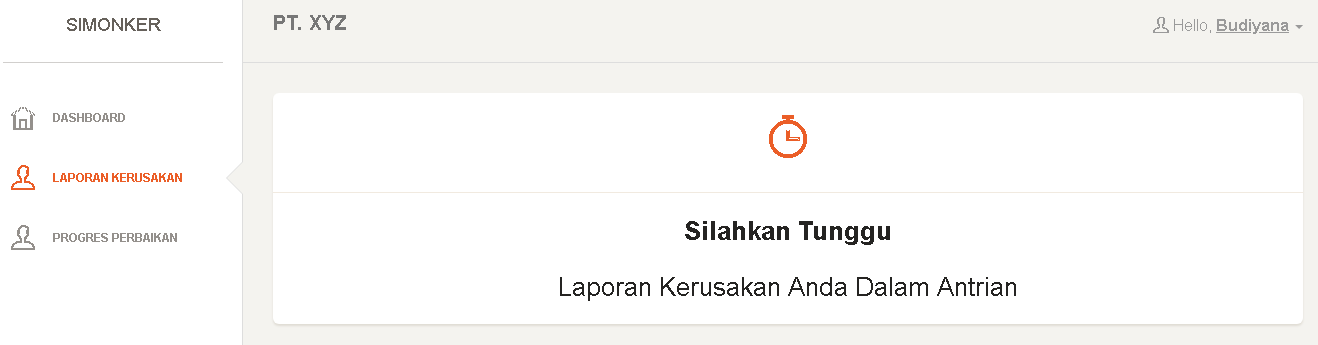 SIMONKER
PT. XYZ
Hello, Budiyana
DASHBOARD
LAPORAN KERUSAKAN
PROGRES PERBAIKAN
Silahkan Tunggu
Laporan Kerusakan Anda Dalam Antrian